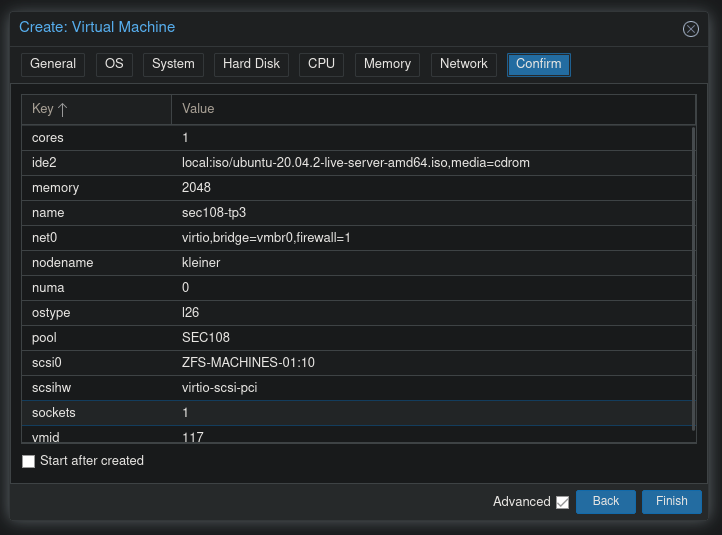 Create: Virtual Machine
General OS System Hard Disk CPU Memory Network Confirm
Key Value
cores 1
ide2 local:iso/ubuntu-20.04.2-live-server-amd64.iso,media=cdrom
memory 2048
name sec108-tp3
net0 virtio,bridge=vmbr0,firewall=1
nodename kleiner
numa 0
ostype l26
pool SEC108
scsi0 ZFS-MACHINES-01:10
scsihw virtio-scsi-pci
sockets 1
vmid 117
Start after created
Advanced Back Finish